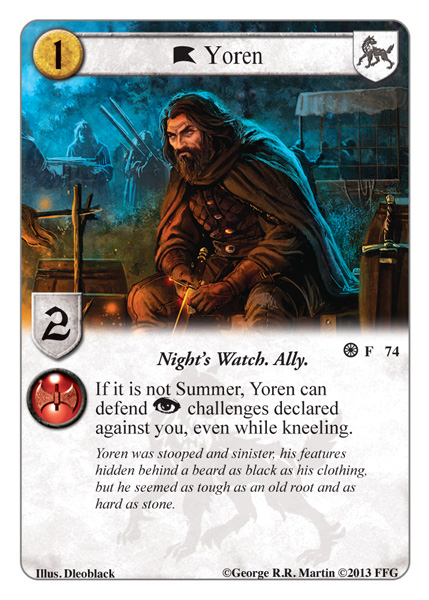 1
Yoren
2
Night's Watch. Ally.
F 74
If it is not Summer, Yoren can
defend challenges declared
against you, even while kneeling.
Yoren was stooped and sinister, his features
hidden behind a beard as black as his clothing,
but he seemed as tough as an old root and as
hard as stone.
Illus. Dleoblack
©George R.R. Martin ©2013 FFG